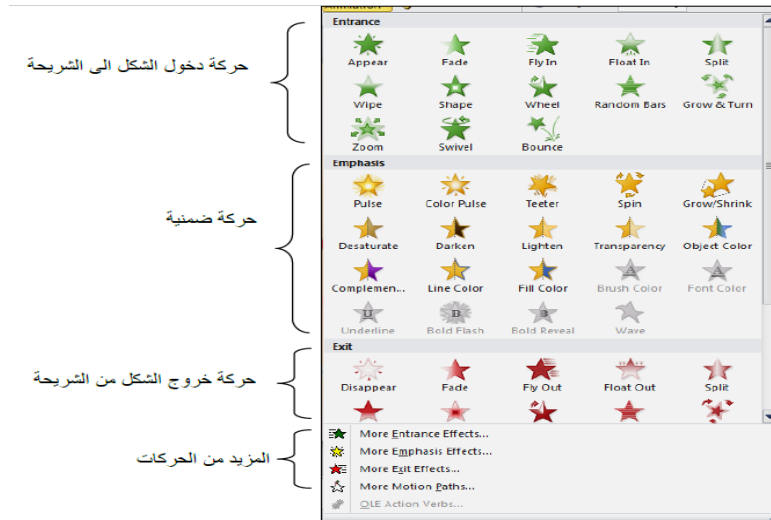 Entrance
حركة دخول الشكل الى الشريحة
Appear Fade Fly In Float In Split
Wipe Shape Wheel Random Bars Grow & Turn
Zoom Swivel Bounce
Emphasis
حركة ضمنية
Pulse Color Pulse Teeter Spin Grow/Shrink
Desaturate Darken Lighten Transparency Object Color
Complemen... Line Color Fill Color Brush Color Font Color
Underline Bold Flash Bold Reveal Wave
Exit
حركة خروج الشكل من الشريحة
Disappear Fade Fly Out Float Out Split
المزيد من الحركات
More Entrance Effects...
More Emphasis Effects...
More Exit Effects...
More Motion Paths...
OLE Action Verbs...